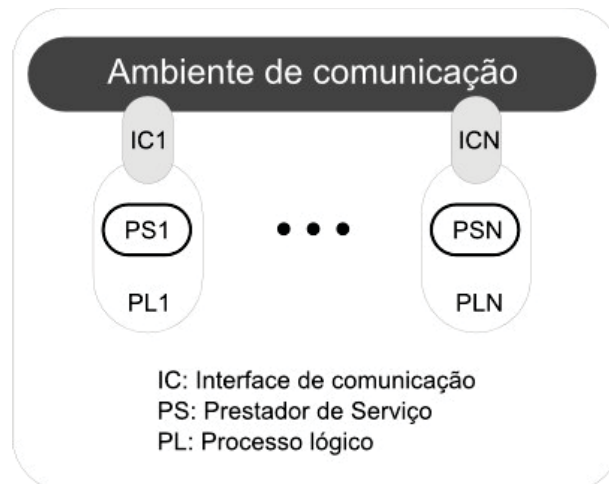 Ambiente de comunicação
IC1
ICN
PS1
PSN
PL1
PLN
IC: Interface de comunicação
PS: Prestador de Serviço
PL: Processo lógico